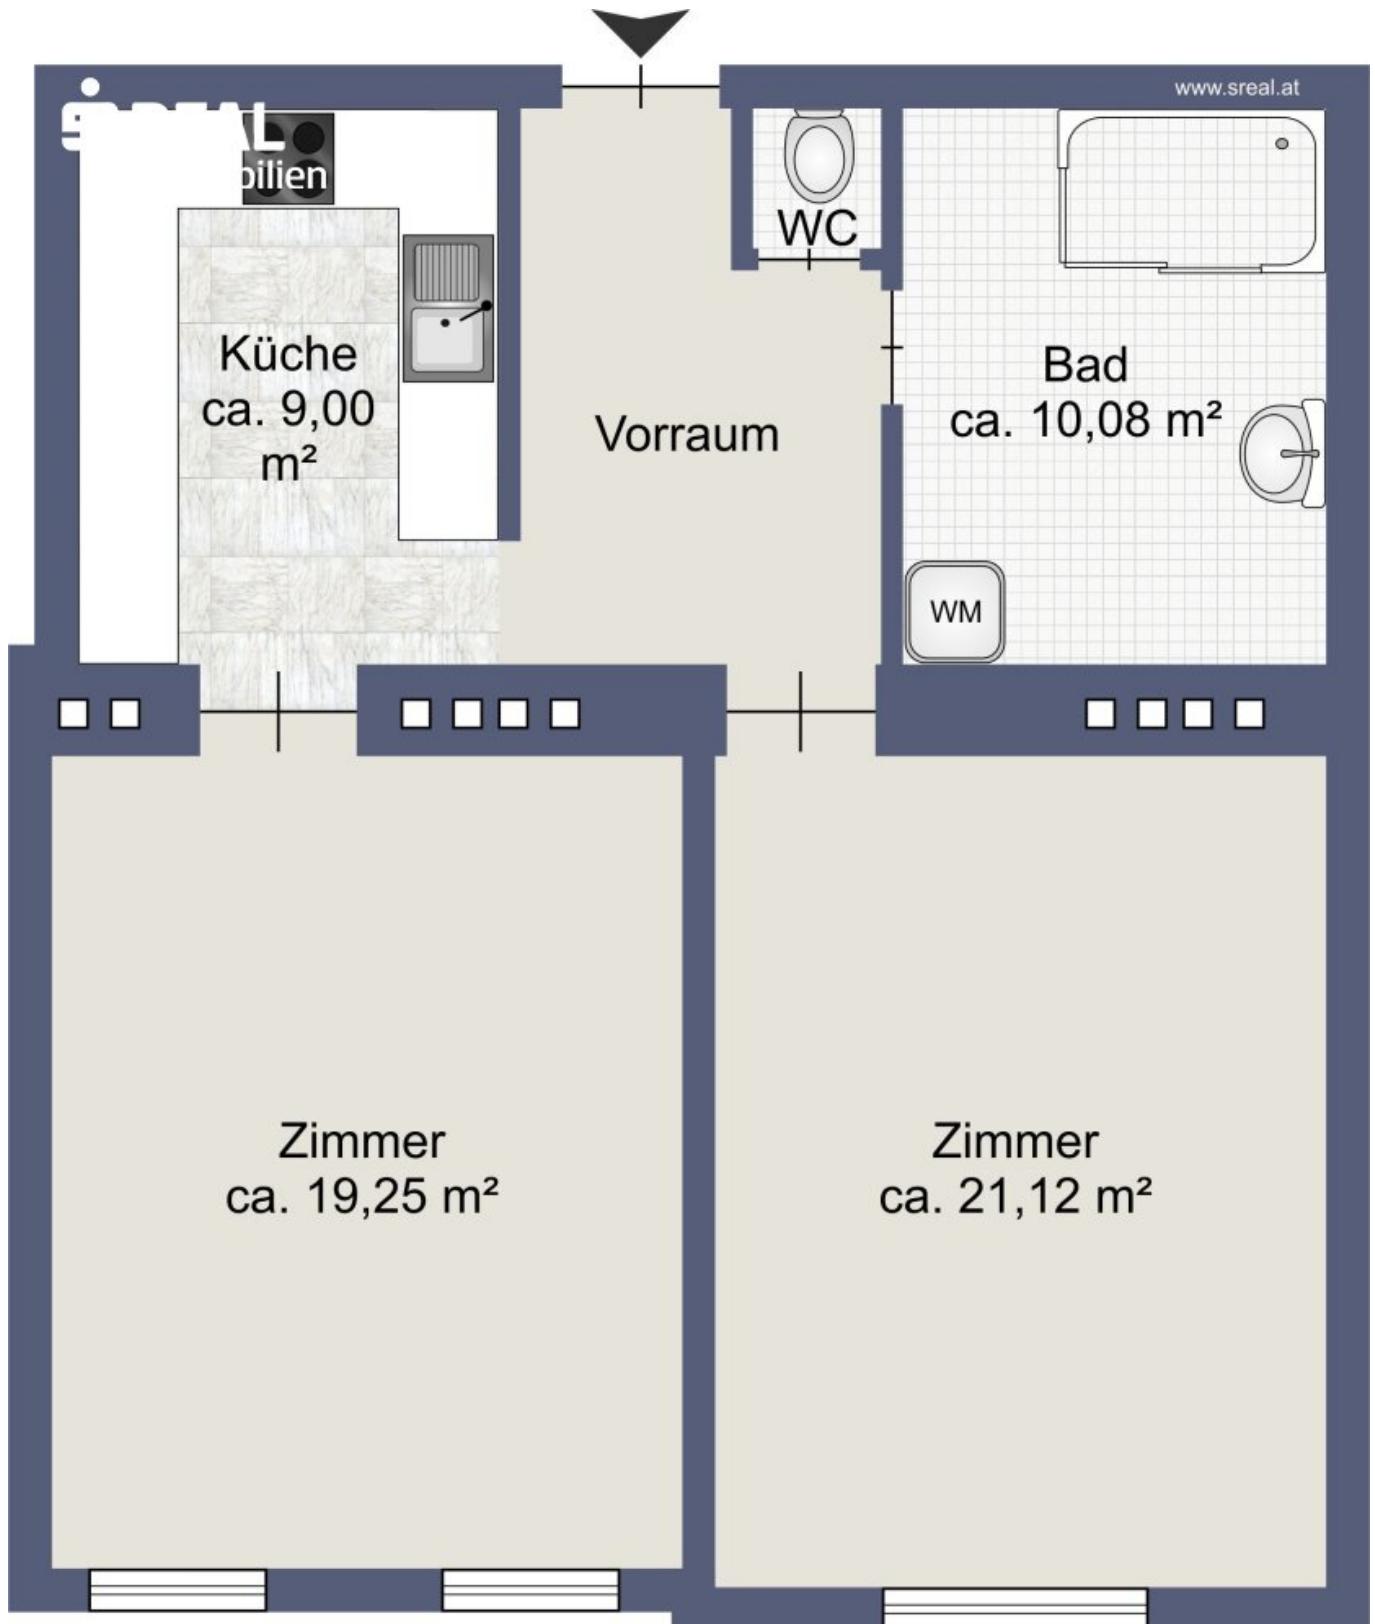 www.sreal.at
REAL
WC
Küche
ca. 9,00
m²
Vorraum
Bad
ca. 10,08 m²
WM
Zimmer
ca. 19,25 m²
Zimmer
ca. 21,12 m²